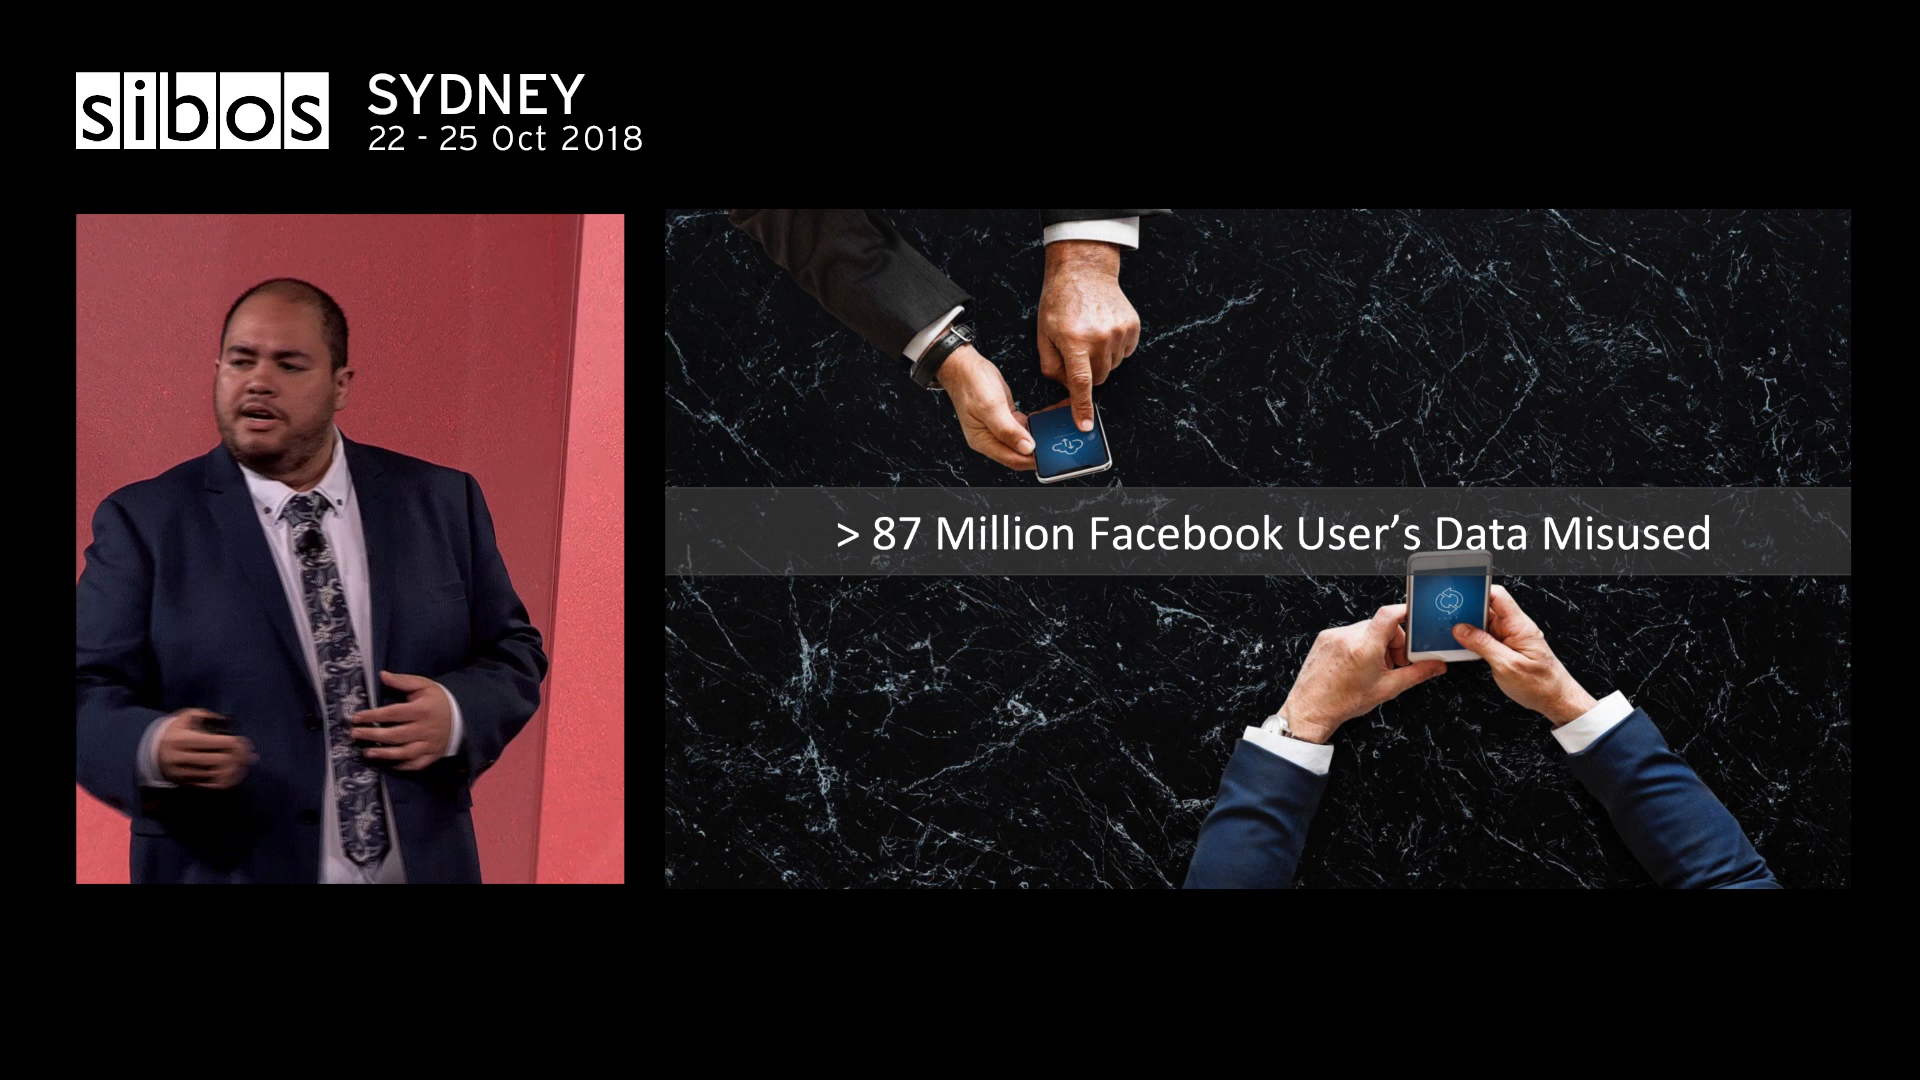 sibos
SYDNEY
22 - 25 Oct 2018
> 87 Million Facebook User’s Data Misused